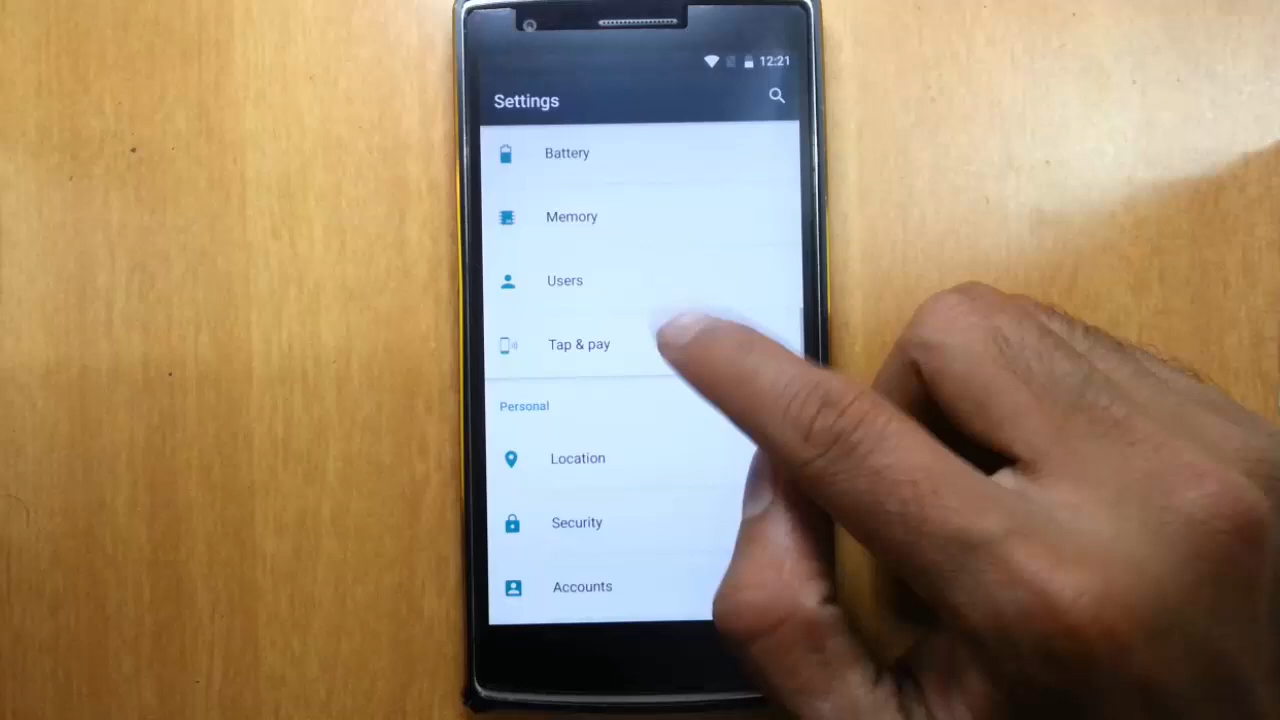 12:21
Settings
Battery
Memory
Users
Tap & pay
Personal
Location
Security
Accounts